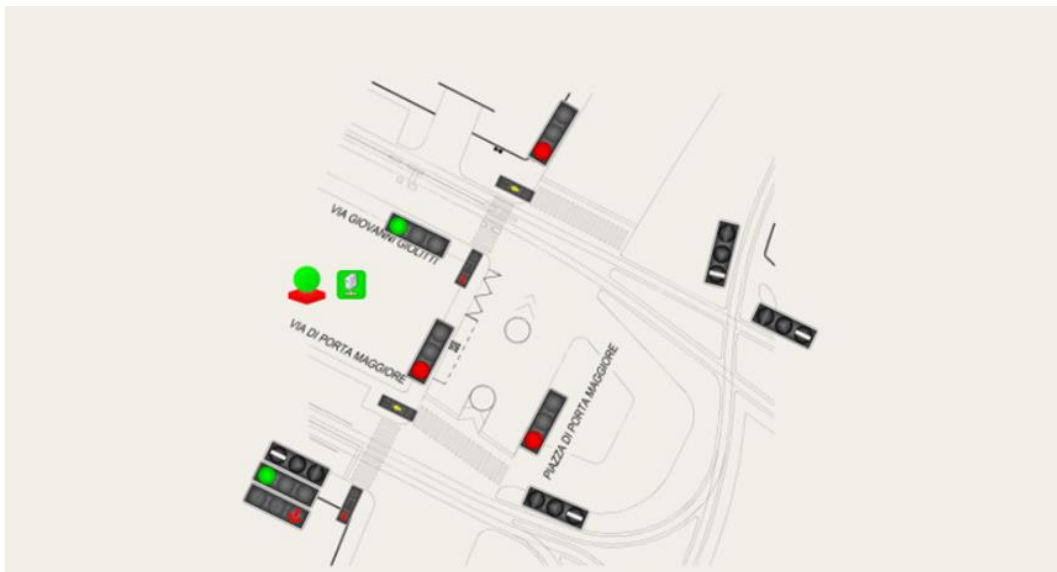 VIA GIOVANNI GIOLITTI
VIA DI PORTA MAGGIORE
PIAZZA DI PORTA MAGGIORE